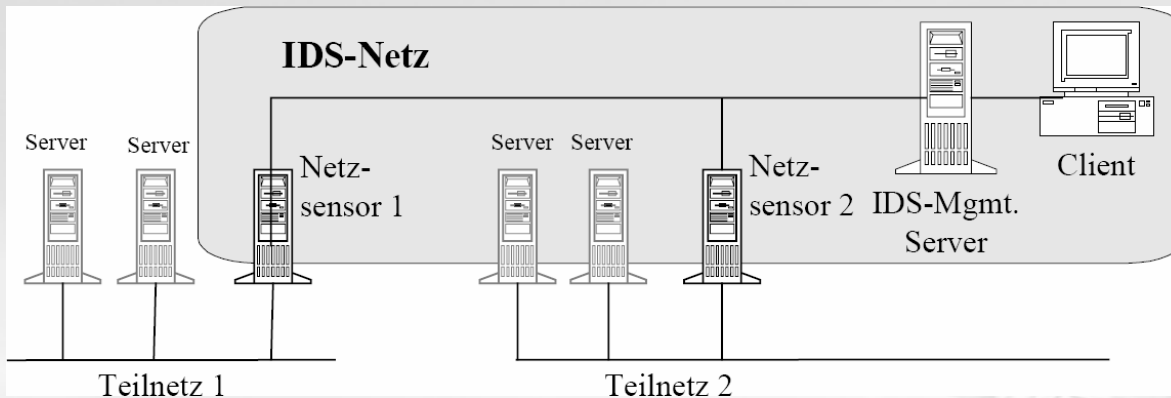 IDS-Netz
Server
Server
Netz-
sensor 1
Server
Server
Netz-
sensor 2
IDS-Mgmt.
Server
Client
Teilnetz 1
Teilnetz 2